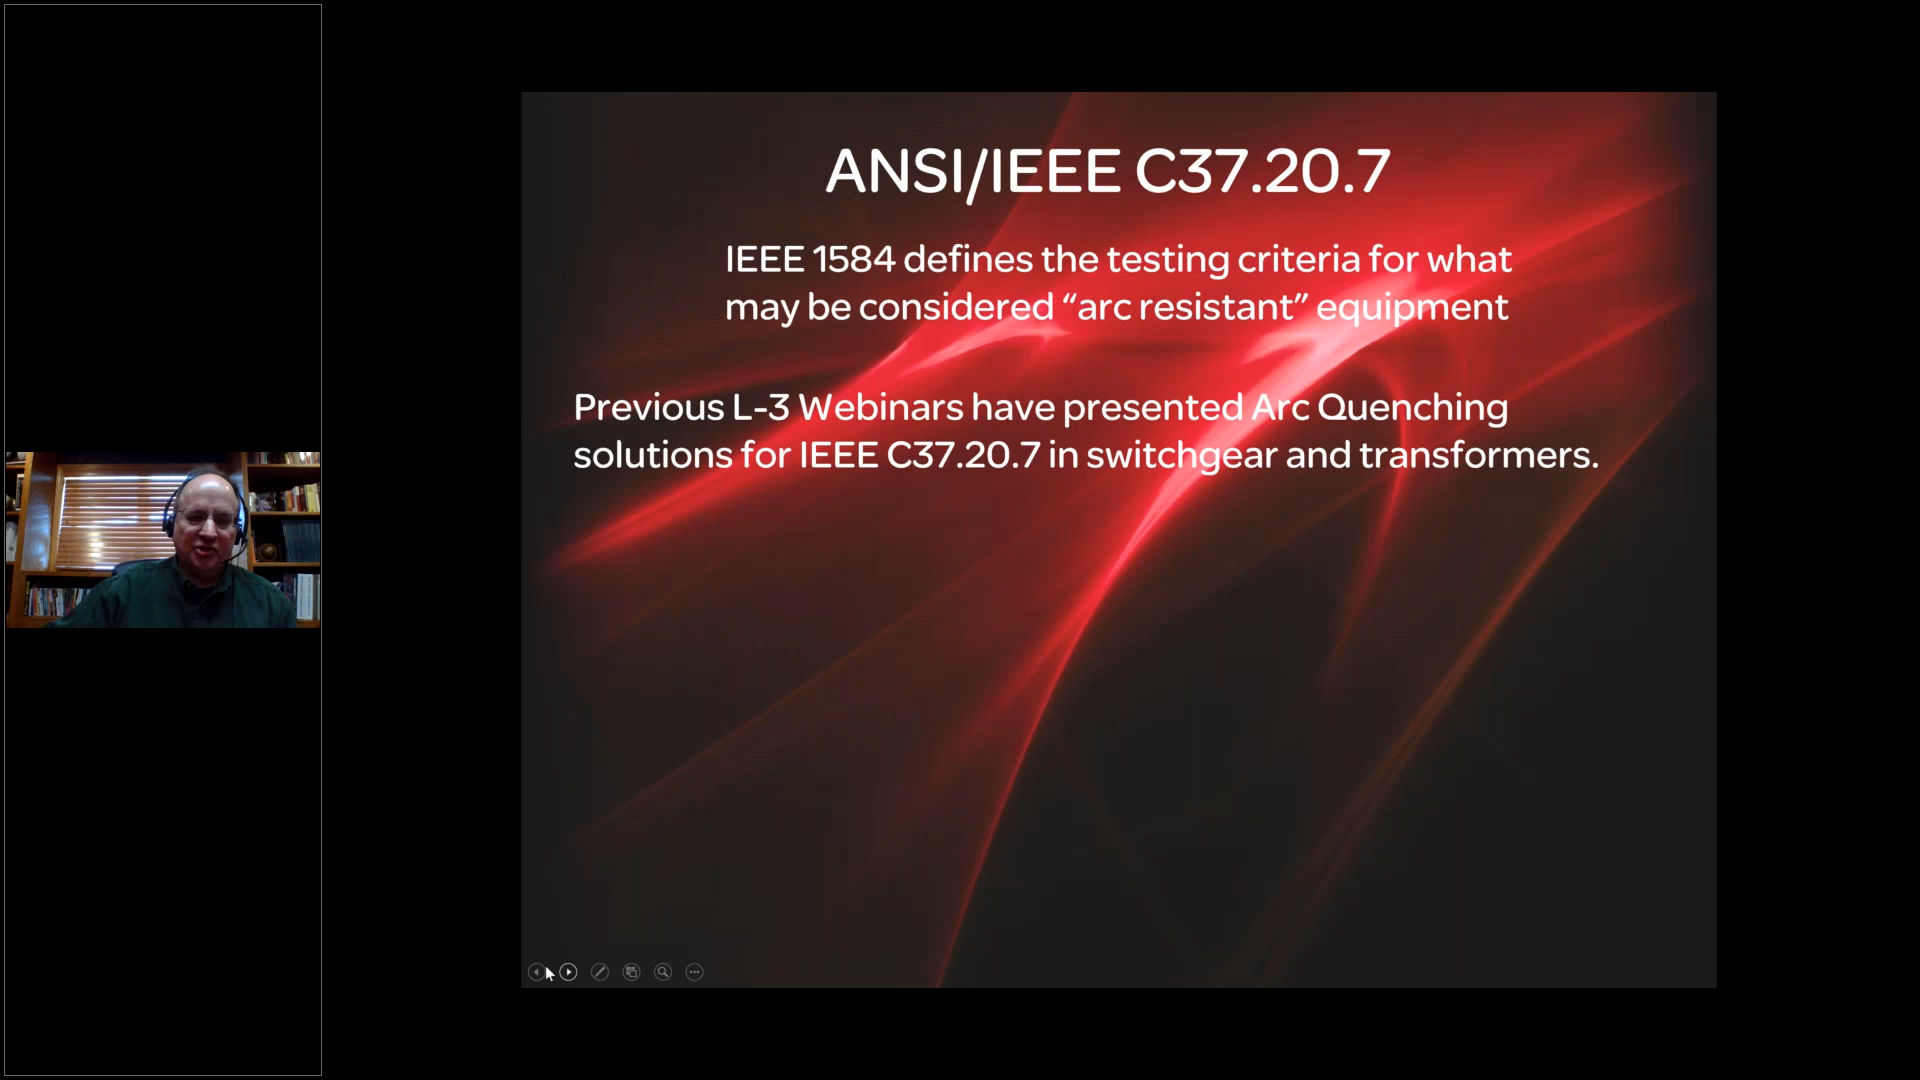 ANSI/IEEE C37.20.7
IEEE 1584 defines the testing criteria for what
may be considered “arc resistant” equipment
Previous L-3 Webinars have presented Arc Quenching
solutions for IEEE C37.20.7 in switchgear and transformers.